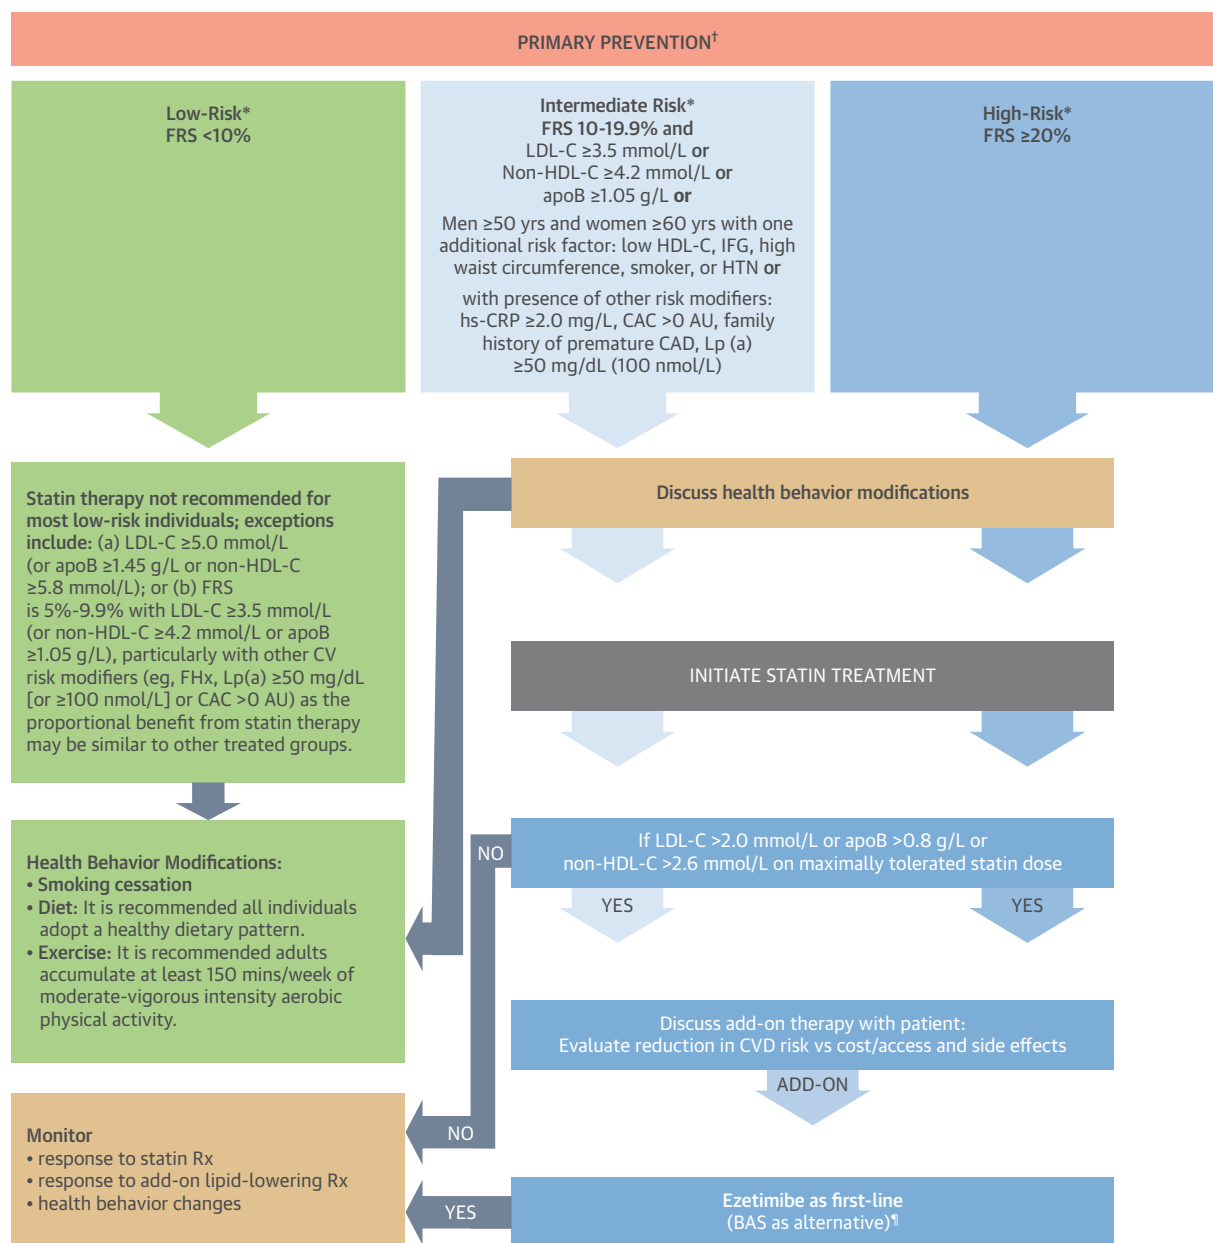 PRIMARY PREVENTION†
Low-Risk*
FRS <10%
Intermediate Risk*
FRS 10-19.9% and
LDL-C ≥3.5 mmol/L or
Non-HDL-C ≥4.2 mmol/L or
apoB ≥1.05 g/L or
Men ≥50 yrs and women ≥60 yrs with one
additional risk factor: low HDL-C, IFG, high
waist circumference, smoker, or HTN or
with presence of other risk modifiers:
hs-CRP ≥2.0 mg/L, CAC >0 AU, family
history of premature CAD, Lp (a)
≥50 mg/dL (100 nmol/L)
High-Risk*
FRS ≥20%
Statin therapy not recommended for
most low-risk individuals; exceptions
include: (a) LDL-C ≥5.0 mmol/L
(or apoB ≥1.45 g/L or non-HDL-C
≥5.8 mmol/L); or (b) FRS
is 5%-9.9% with LDL-C ≥3.5 mmol/L
(or non-HDL-C ≥4.2 mmol/L or apoB
≥1.05 g/L), particularly with other CV
risk modifiers (eg, FHx, Lp(a) ≥50 mg/dL
[or ≥100 nmol/L] or CAC >0 AU) as the
proportional benefit from statin therapy
may be similar to other treated groups.
Health Behavior Modifications:
• Smoking cessation
• Diet: It is recommended all individuals
adopt a healthy dietary pattern.
• Exercise: It is recommended adults
accumulate at least 150 mins/week of
moderate-vigorous intensity aerobic
physical activity.
Monitor
• response to statin Rx
• response to add-on lipid-lowering Rx
• health behavior changes
Discuss health behavior modifications
INITIATE STATIN TREATMENT
NO
If LDL-C >2.0 mmol/L or apoB >0.8 g/L or
non-HDL-C >2.6 mmol/L on maximally tolerated statin dose
YES
YES
Discuss add-on therapy with patient:
Evaluate reduction in CVD risk vs cost/access and side effects
ADD-ON
NO
YES
Ezetimibe as first-line
(BAS as alternative)¶